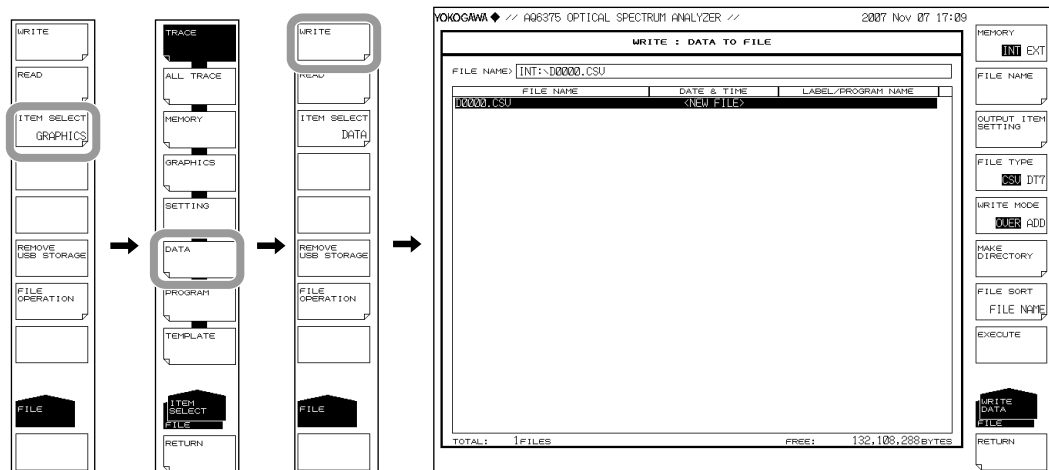 WRITE
READ
ITEM SELECT
GRAPHICS
REMOVE
USB STORAGE
FILE
OPERATION
FILE
TRACE
ALL TRACE
MEMORY
GRAPHICS
SETTING
DATA
PROGRAM
TEMPLATE
ITEM
SELECT
FILE
RETURN
WRITE
READ
ITEM SELECT
DATA
REMOVE
USB STORAGE
FILE
OPERATION
FILE
YOKOGAWA ◆ // AQ6375 OPTICAL SPECTRUM ANALYZER // 2007 Nov 07 17:09
WRITE : DATA TO FILE
FILE NAME> INT:\D0000.CSV
FILE NAME DATE & TIME LABEL/PROGRAM NAME
D0000.CSV <NEW FILE>
TOTAL: 1FILES FREE: 132,108,288BYTES
MEMORY
INT EXT
FILE NAME
OUTPUT ITEM
SETTING
FILE TYPE
CSV DT7
WRITE MODE
OVER ADD
MAKE
DIRECTORY
FILE SORT
FILE NAME
EXECUTE
WRITE
DATA
FILE
RETURN